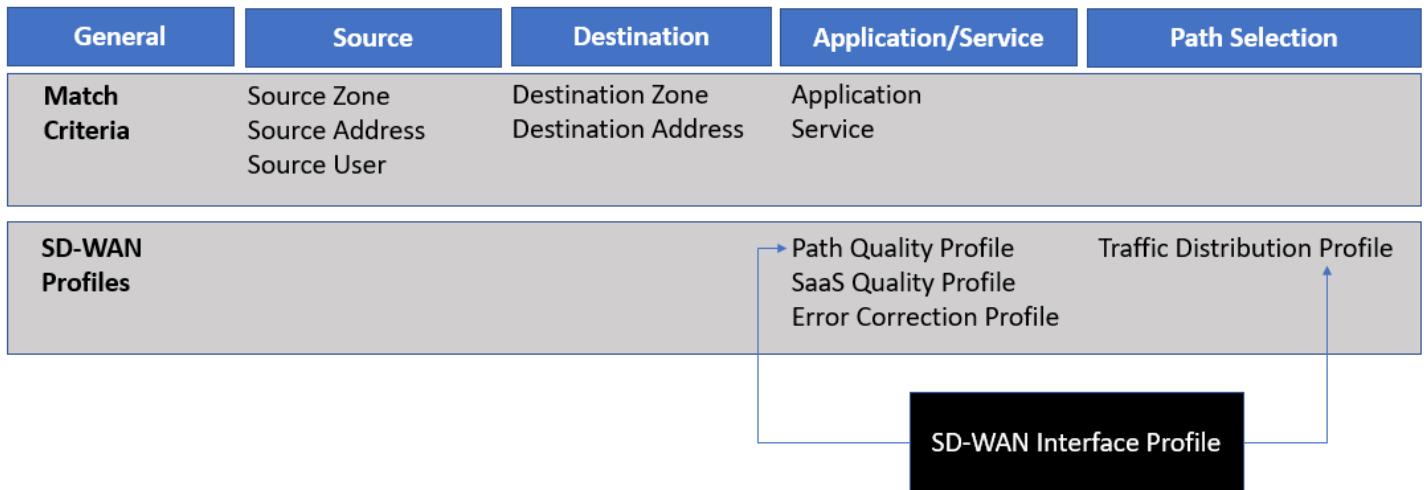 General
Source
Destination
Application/Service
Path Selection
Match
Criteria
Source Zone
Source Address
Source User
Destination Zone
Destination Address
Application
Service
SD-WAN
Profiles
Path Quality Profile
SaaS Quality Profile
Error Correction Profile
Traffic Distribution Profile
SD-WAN Interface Profile